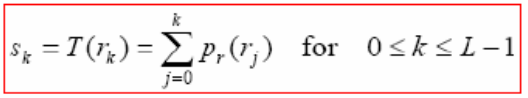 s_k = T(r_k) = \sum_{j=0}^{k} p_r(r_j) for 0 ≤ k ≤ L − 1